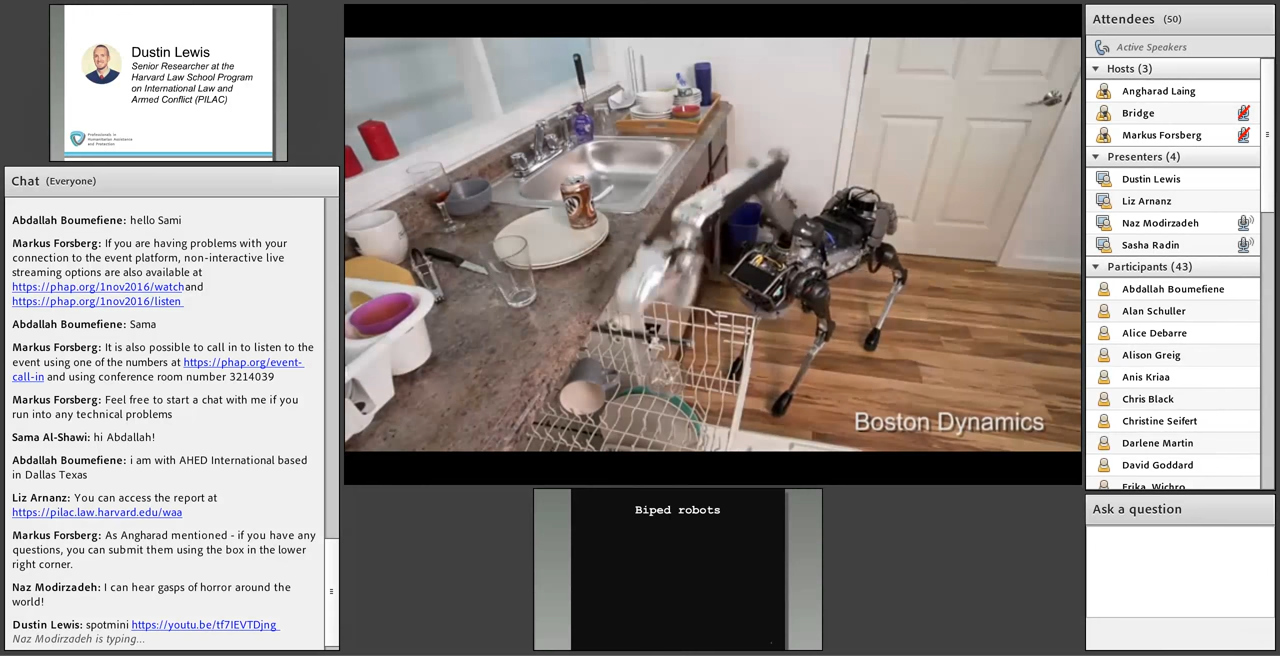 Dustin Lewis
Senior Researcher at the
Harvard Law School Program
on International Law and
Armed Conflict (PILAC)
Professionals in
Humanitarian Assistance
and Protection
Chat (Everyone)
Abdallah Boumefiene: hello Sami
Markus Forsberg: If you are having problems with your
connection to the event platform, non-interactive live
streaming options are also available at
https://phap.org/1nov2016/watchand
https://phap.org/1nov2016/listen
Abdallah Boumefiene: Sama
Markus Forsberg: It is also possible to call in to listen to the
event using one of the numbers at https://phap.org/event-
call-in and using conference room number 3214039
Markus Forsberg: Feel free to start a chat with me if you
run into any technical problems
Sama Al-Shawi: hi Abdallah!
Abdallah Boumefiene: i am with AHED International based
in Dallas Texas
Liz Arnanz: You can access the report at
https://pilac.law.harvard.edu/waa
Markus Forsberg: As Angharad mentioned - if you have any
questions, you can submit them using the box in the lower
right corner.
Naz Modirzadeh: I can hear gasps of horror around the
world!
Dustin Lewis: spotmini https://youtu.be/tf7IEVTDjng
Naz Modirzadeh is typing...
Boston Dynamics
Biped robots
Attendees (50)
Active Speakers
Hosts (3)
Angharad Laing
Bridge
Markus Forsberg
Presenters (4)
Dustin Lewis
Liz Arnanz
Naz Modirzadeh
Sasha Radin
Participants (43)
Abdallah Boumefiene
Alan Schuller
Alice Debarre
Alison Greig
Anis Kriaa
Chris Black
Christine Seifert
Darlene Martin
David Goddard
Erika Wichro
Ask a question